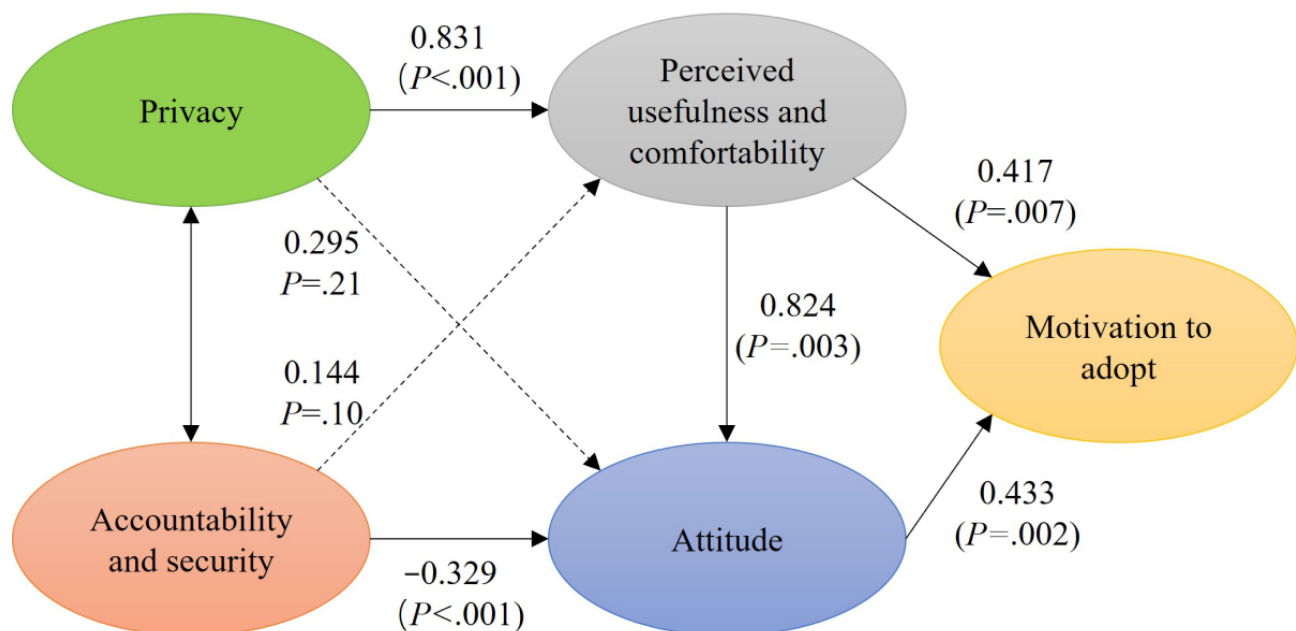 0.831
(P<.001)
Privacy
Perceived
usefulness and
comfortability
0.417
(P=.007)
0.295
P=.21
0.824
(P=.003)
Motivation to
adopt
0.144
P=.10
Accountability
and security
−0.329
(P<.001)
Attitude
0.433
(P=.002)